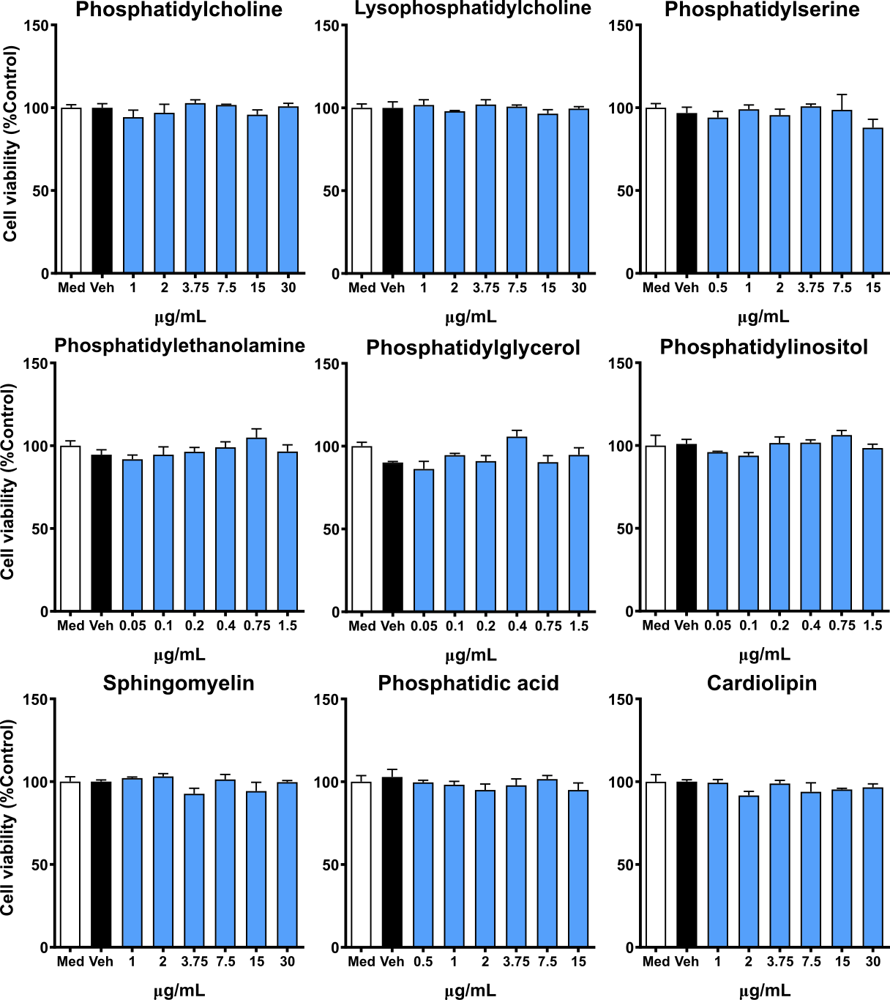 Phosphatidylcholine
Lysophosphatidylcholine
Phosphatidylserine
Cell viability (%Control)
150
100
50
0
Med Veh 1 2 3.75 7.5 15 30
µg/mL
150
100
50
0
Med Veh 1 2 3.75 7.5 15 30
µg/mL
150
100
50
0
Med Veh 0.5 1 2 3.75 7.5 15
µg/mL
Phosphatidylethanolamine
Phosphatidylglycerol
Phosphatidylinositol
Cell viability (%Control)
150
100
50
0
Med Veh 0.05 0.1 0.2 0.4 0.75 1.5
µg/mL
150
100
50
0
Med Veh 0.05 0.1 0.2 0.4 0.75 1.5
µg/mL
150
100
50
0
Med Veh 0.05 0.1 0.2 0.4 0.75 1.5
µg/mL
Sphingomyelin
Phosphatidic acid
Cardiolipin
Cell viability (%Control)
150
100
50
0
Med Veh 1 2 3.75 7.5 15 30
µg/mL
150
100
50
0
Med Veh 0.5 1 2 3.75 7.5 15
µg/mL
150
100
50
0
Med Veh 1 2 3.75 7.5 15 30
µg/mL